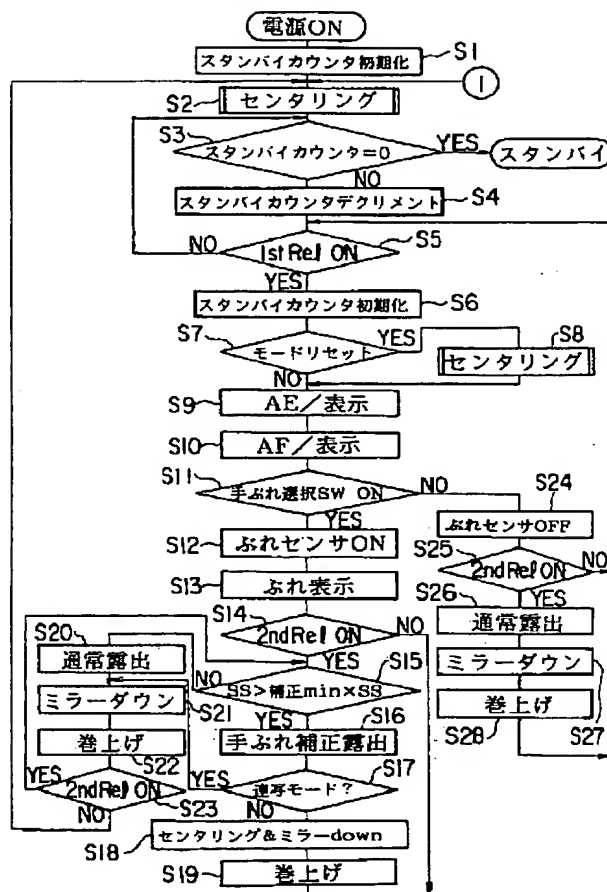 電源ON
スタンバイカウンタ初期化
S1
1
S2
センタリング
S3
スタンバイカウンタ=0
YES
スタンバイ
NO
スタンバイカウンタデクリメント
S4
NO
1stRel ON
S5
YES
スタンバイカウンタ初期化
S6
S7
モードリセット
YES
S8
センタリング
NO
S9
AE/表示
S10
AF/表示
S11
手ぶれ選択SW ON
NO
YES
S24
ぶれセンサOFF
S12
ぶれセンサON
S25
2ndRel ON
NO
S13
ぶれ表示
YES
S26
通常露出
S14
2ndRel ON
NO
YES
S20
通常露出
NO
SS>補正min×SS
S15
ミラーダウン
S27
ミラーダウン
S21
YES
手ぶれ補正露出
S16
巻上げ
S28
巻上げ
S22
YES
2ndRel ON
S23
NO
YES
連写モード?
S17
NO
センタリング&ミラーdown
S18
S19
巻上げ